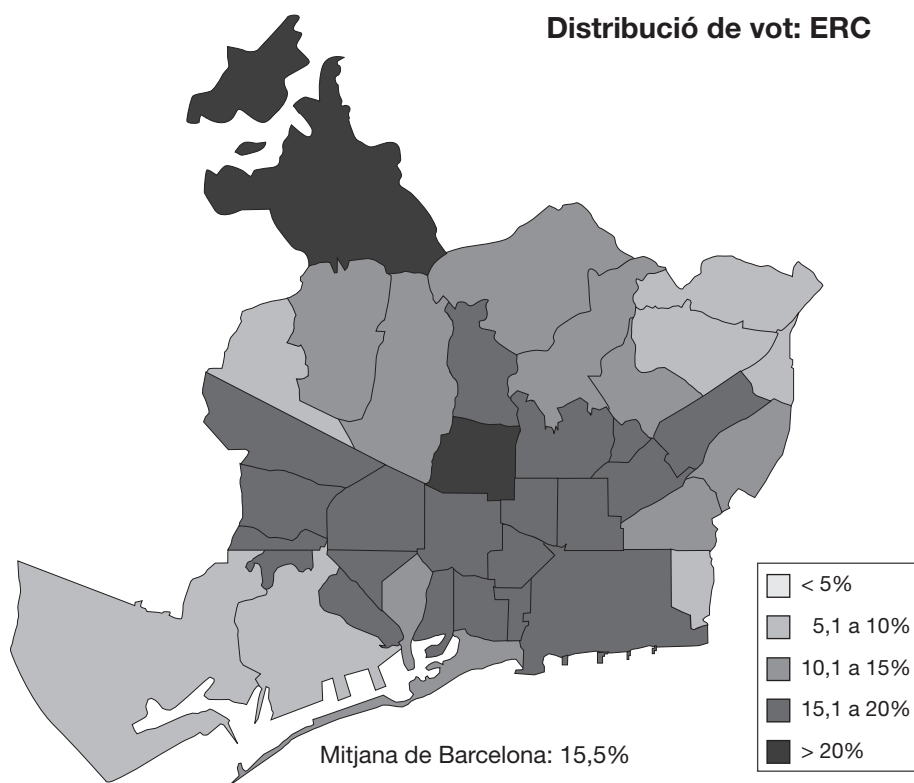 Distribució de vot: ERC
< 5%
5,1 a 10%
10,1 a 15%
15,1 a 20%
> 20%
Mitjana de Barcelona: 15,5%